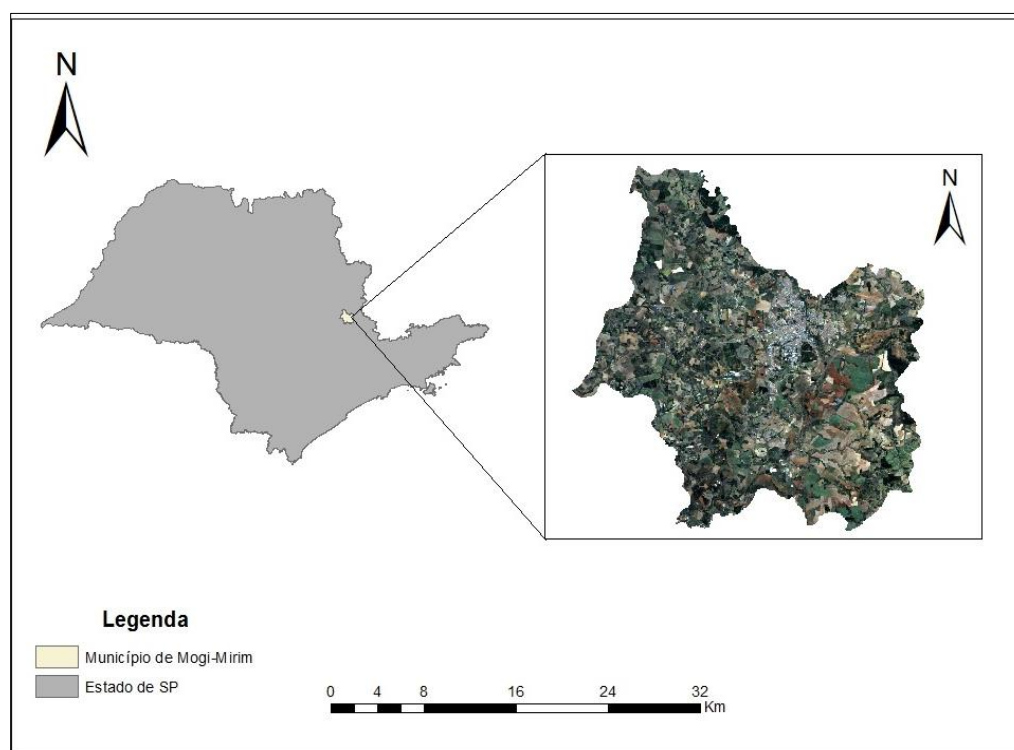 N
N
Legenda
Município de Mogi-Mirim
Estado de SP
0 4 8 16 24 32
Km